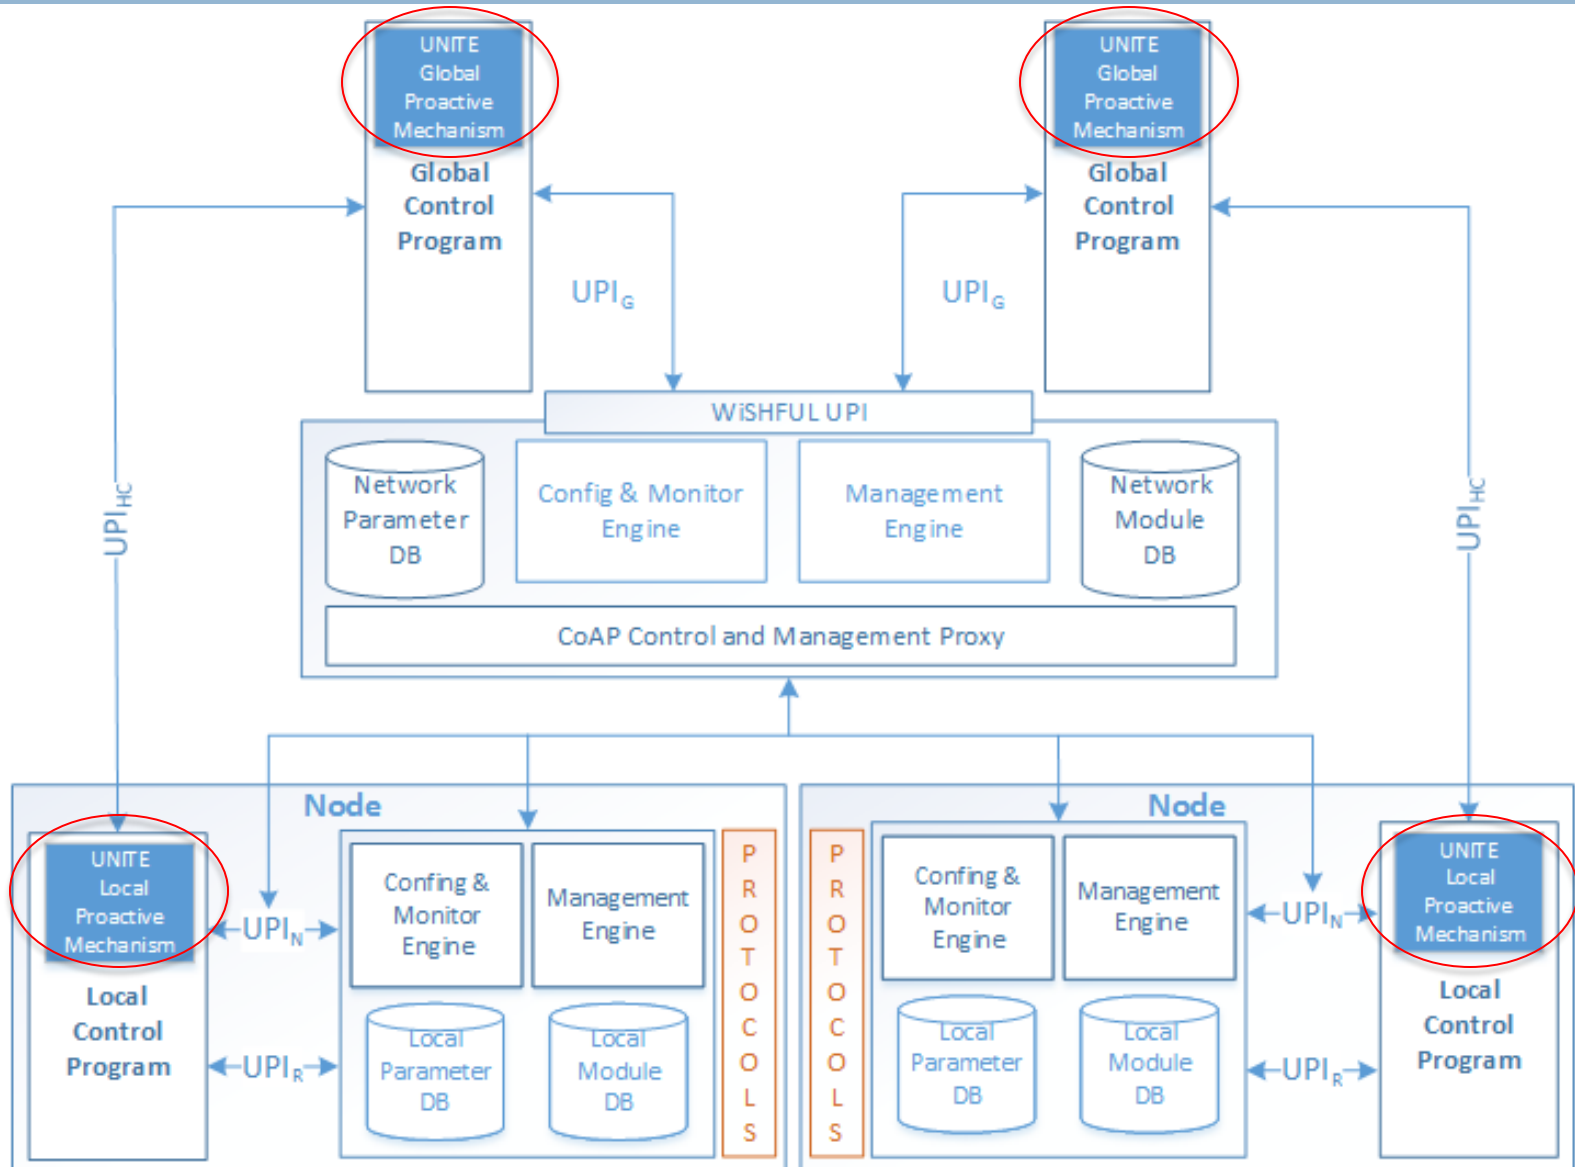 UNITE
Global
Proactive
Mechanism
Global
Control
Program
UNITE
Global
Proactive
Mechanism
Global
Control
Program
UPIG
UPIG
WiSHFUL UPI
Network
Parameter
DB
Config & Monitor
Engine
Management
Engine
Network
Module
DB
CoAP Control and Management Proxy
UPIHC
UPIHC
Node
UNITE
Local
Proactive
Mechanism
Local
Control
Program
UPIN
UPIR
Confing &
Monitor
Engine
Management
Engine
Local
Parameter
DB
Local
Module
DB
PROTOCOLS
Node
PROTOCOLS
Confing &
Monitor
Engine
Management
Engine
Local
Parameter
DB
Local
Module
DB
UPIN
UPIR
UNITE
Local
Proactive
Mechanism
Local
Control
Program